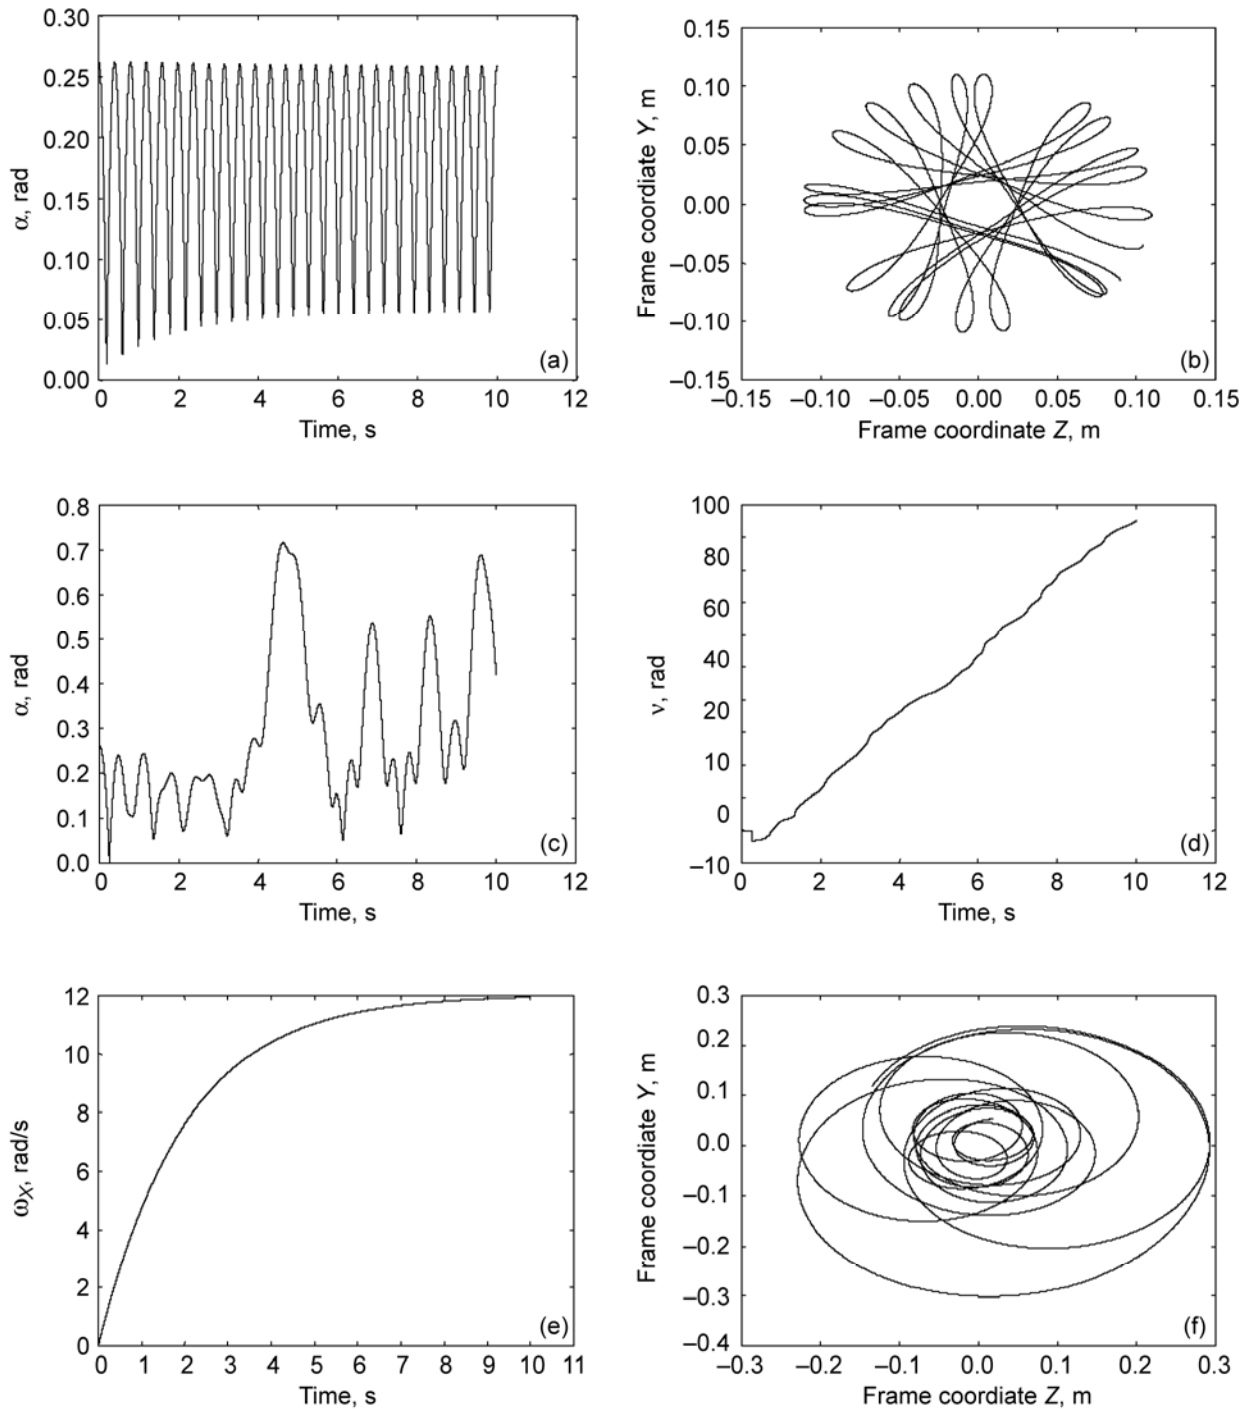 0.30
0.25
0.20
0.15
0.10
0.05
0.00
α, rad
0 2 4 6 8 10 12
Time, s
(a)
0.15
0.10
0.05
0.00
–0.05
–0.10
–0.15
Frame coordiate Y, m
–0.15 –0.10 –0.05 0.00 0.05 0.10 0.15
Frame coordinate Z, m
(b)
0.8
0.7
0.6
0.5
0.4
0.3
0.2
0.1
0.0
α, rad
0 2 4 6 8 10 12
Time, s
(c)
100
80
60
40
20
10
0
–10
ν, rad
0 2 4 6 8 10 12
Time, s
(d)
12
10
8
6
4
2
0
ωX, rad/s
0 1 2 3 4 5 6 7 8 9 10 11
Time, s
(e)
0.3
0.2
0.1
0.0
–0.1
–0.2
–0.3
–0.4
Frame coordiate Y, m
–0.3 –0.2 –0.1 0.0 0.1 0.2 0.3
Frame coordiate Z, m
(f)